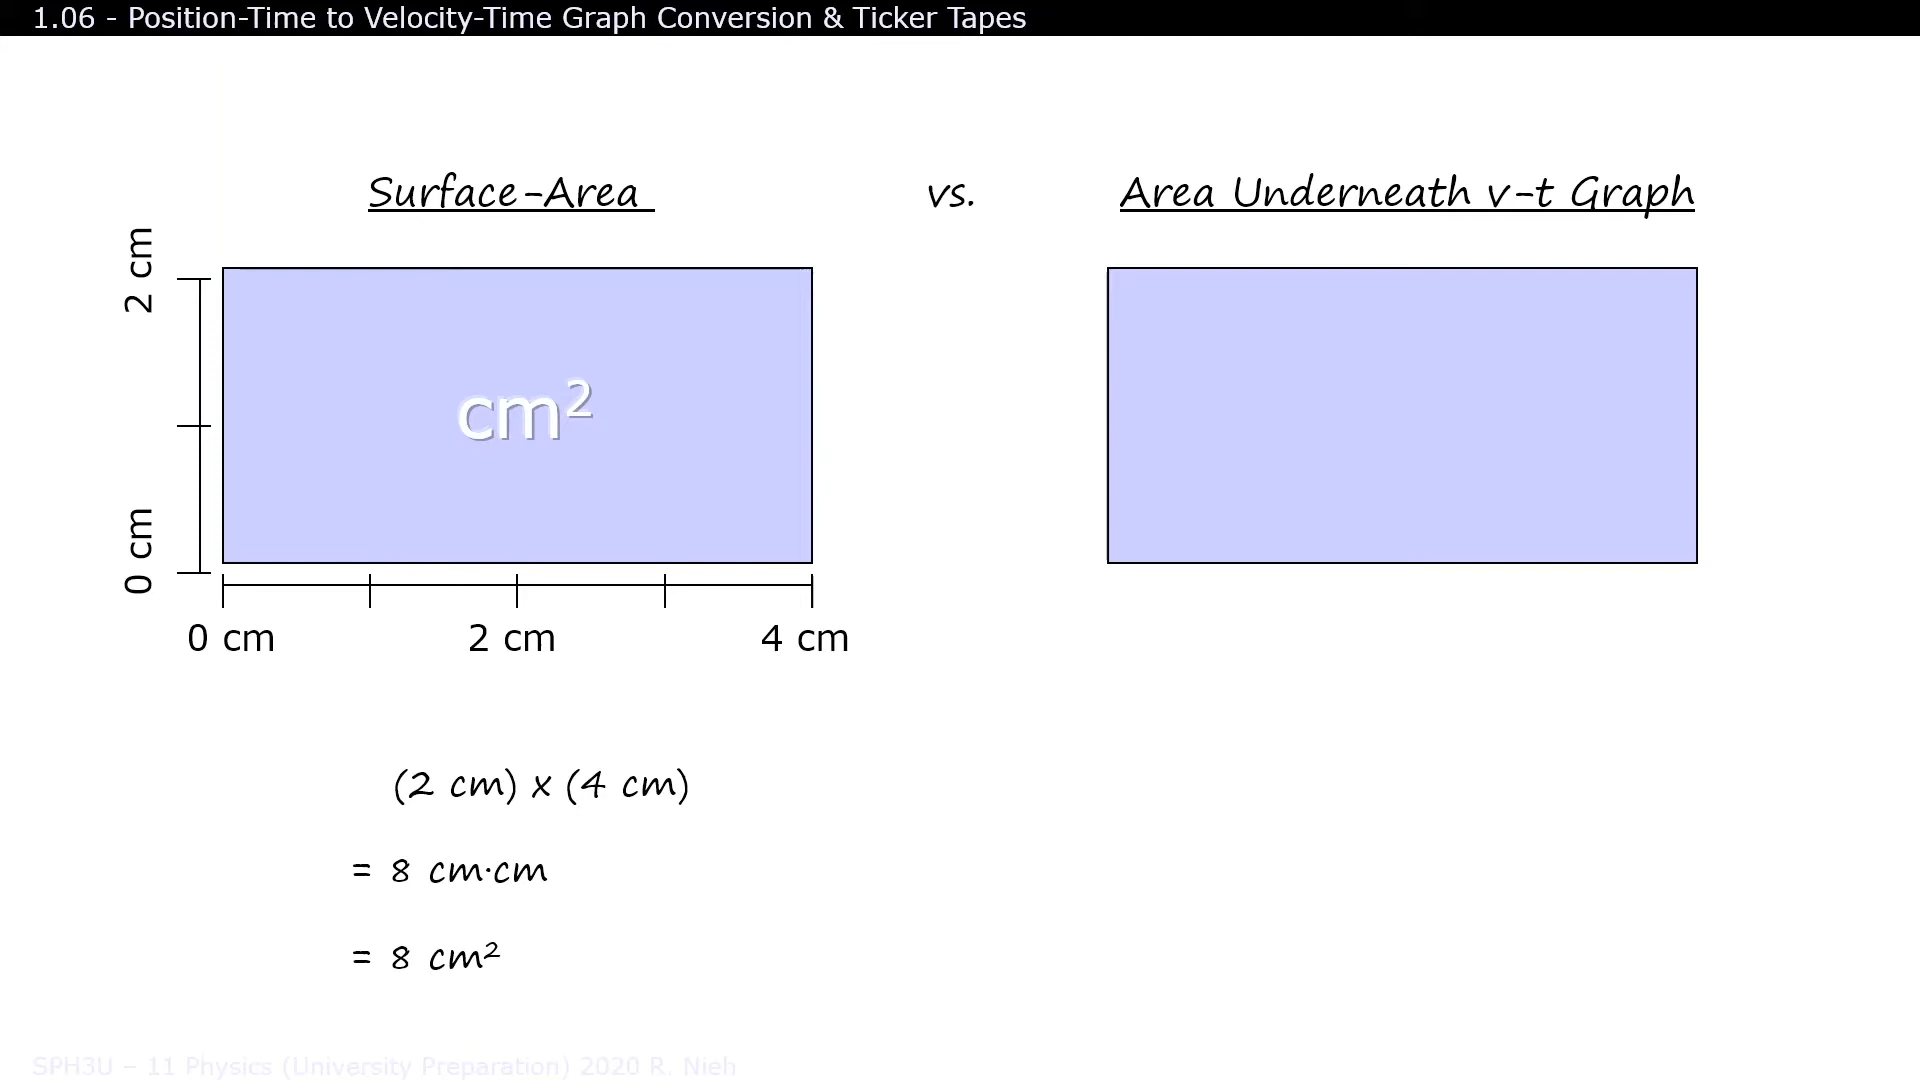 1.06 - Position-Time to Velocity-Time Graph Conversion & Ticker Tapes
Surface-Area vs. Area Underneath v-t Graph
2 cm
cm²
0 cm
0 cm 2 cm 4 cm
(2 cm) x (4 cm)
= 8 cm·cm
= 8 cm²
SPH3U – 11 Physics (University Preparation) 2020 R. Nieh